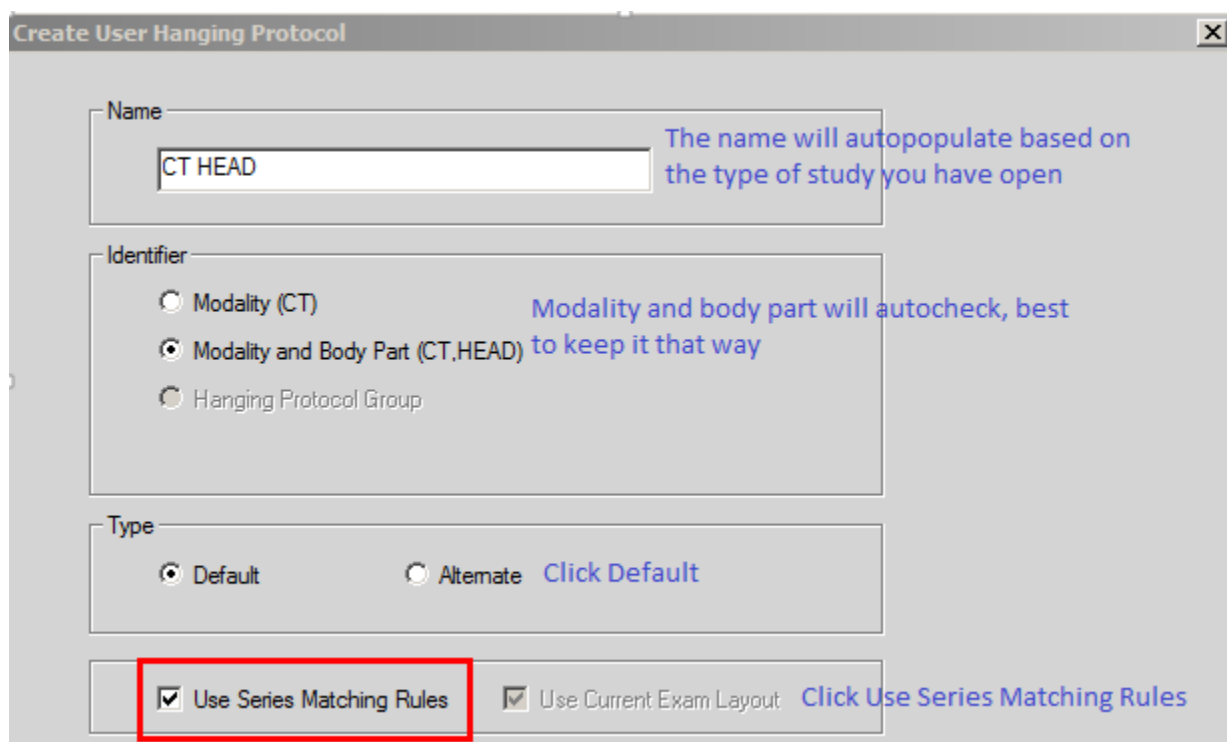 Create User Hanging Protocol
Name
CT HEAD
The name will autopopulate based on
the type of study you have open
Identifier
Modality (CT)
Modality and Body Part (CT,HEAD)
Modality and body part will autocheck, best
to keep it that way
Hanging Protocol Group
Type
Default
Alternate
Click Default
Use Series Matching Rules
Use Current Exam Layout
Click Use Series Matching Rules